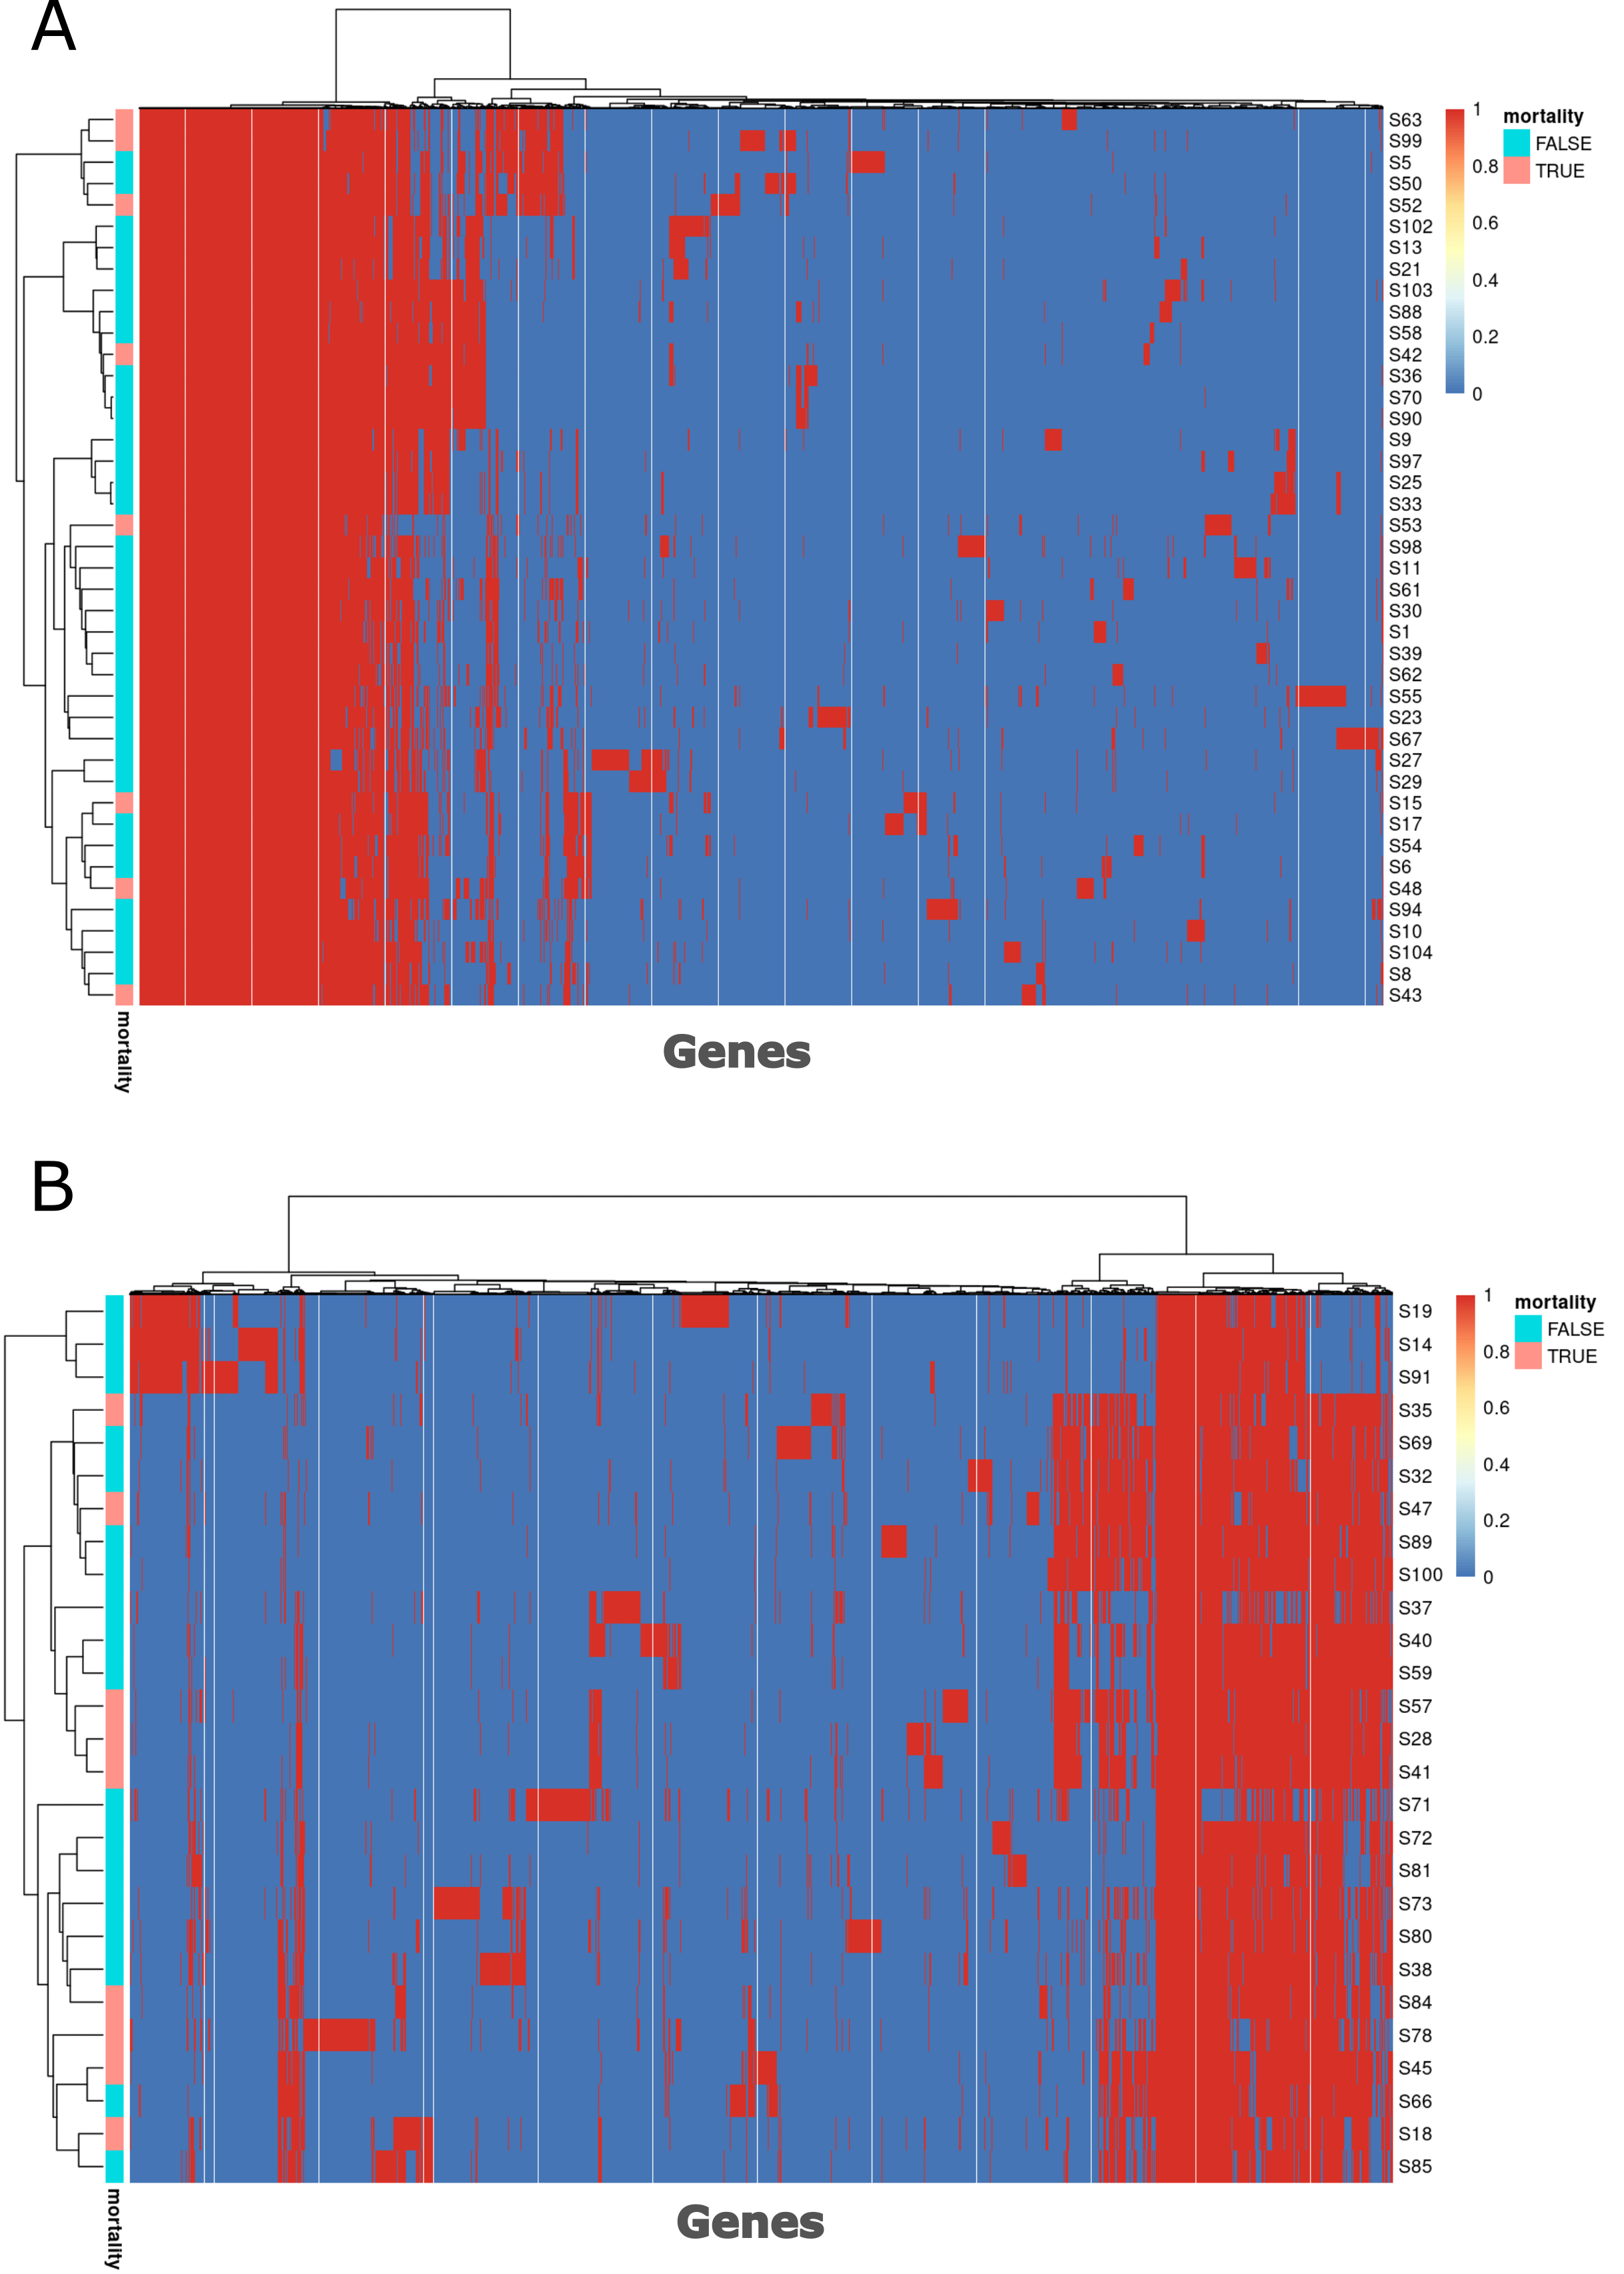 A
1
mortality
0.8
FALSE
TRUE
0.6
0.4
0.2
0
S63
S99
S5
S50
S52
S102
S13
S21
S103
S88
S58
S42
S36
S70
S90
S9
S97
S25
S33
S53
S98
S11
S61
S30
S1
S39
S62
S55
S23
S67
S27
S29
S15
S17
S54
S6
S48
S94
S10
S104
S8
S43
mortality
Genes
B
1
mortality
FALSE
0.8
TRUE
0.6
0.4
0.2
0
S19
S14
S91
S35
S69
S32
S47
S89
S100
S37
S40
S59
S57
S28
S41
S71
S72
S81
S73
S80
S38
S84
S78
S45
S66
S18
S85
mortality
Genes